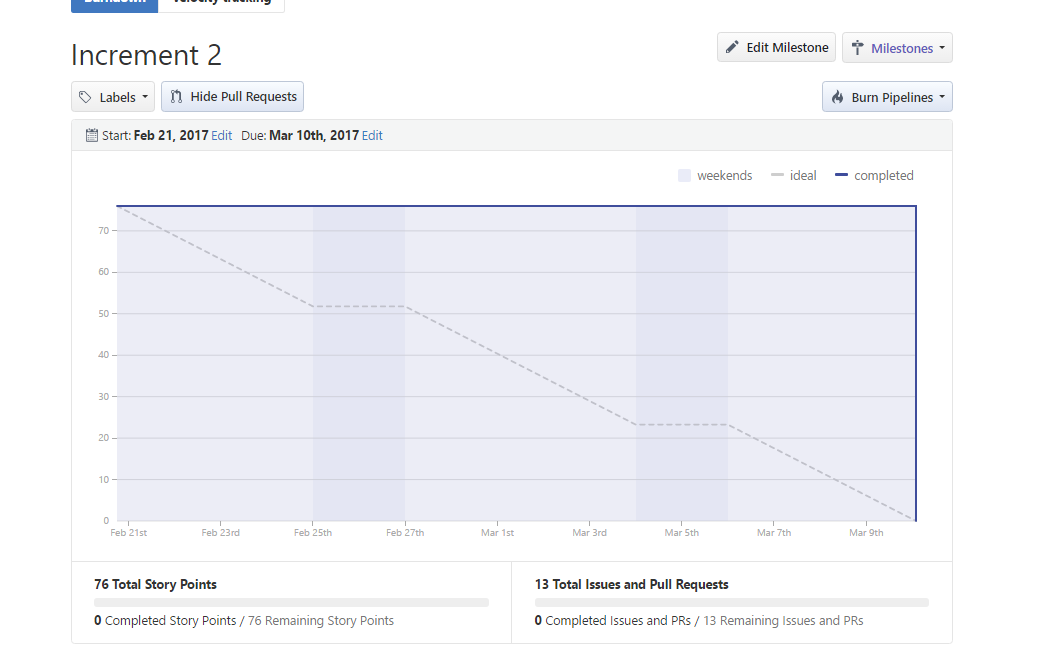 Burndown Velocity tracking
Increment 2
Edit Milestone Milestones
Labels Hide Pull Requests Burn Pipelines
Start: Feb 21, 2017 Edit Due: Mar 10th, 2017 Edit
weekends ideal completed
70
60
50
40
30
20
10
0
Feb 21st Feb 23rd Feb 25th Feb 27th Mar 1st Mar 3rd Mar 5th Mar 7th Mar 9th
76 Total Story Points
0 Completed Story Points / 76 Remaining Story Points
13 Total Issues and Pull Requests
0 Completed Issues and PRs / 13 Remaining Issues and PRs